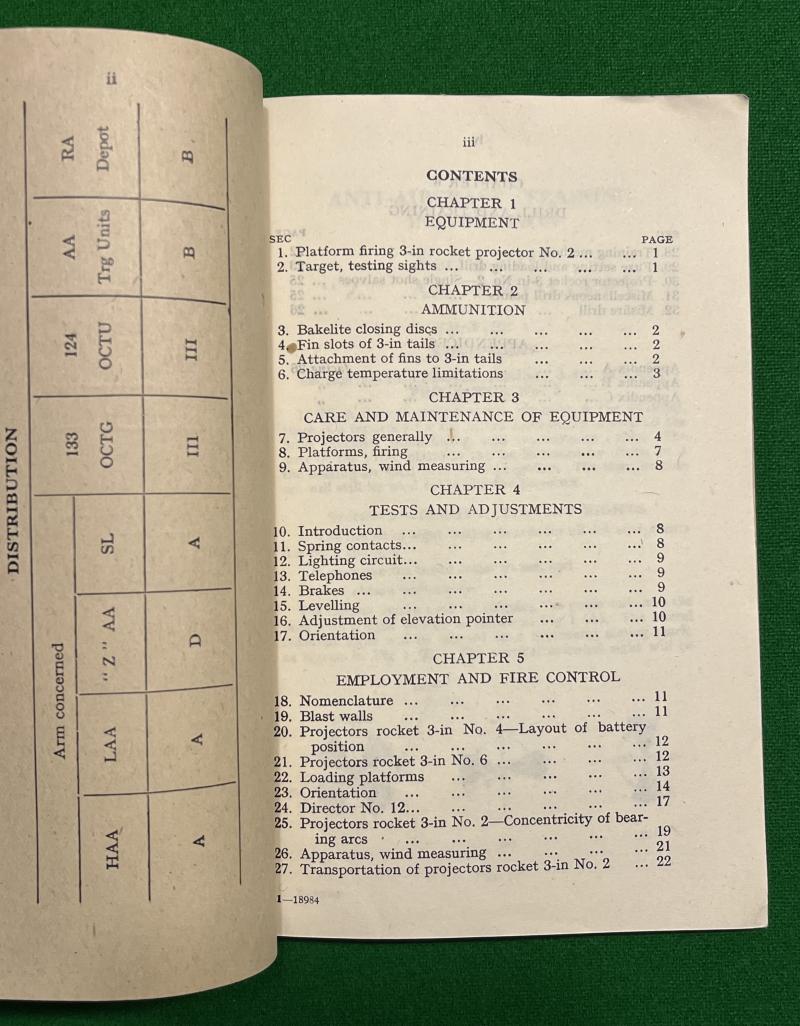 ii
DISTRIBUTION
Arm concerned
HAA LAA "Z" AA SL 133 OCTG 124 OCTU AA Trg Units RA Depot
A A D A III III B B
iii
CONTENTS
CHAPTER 1
EQUIPMENT
SEC PAGE
1. Platform firing 3-in rocket projector No. 2 ... ... 1
2. Target, testing sights ... ... ... ... ... 1
CHAPTER 2
AMMUNITION
3. Bakelite closing discs ... ... ... ... ... 2
4. Fin slots of 3-in tails ... ... ... ... ... 2
5. Attachment of fins to 3-in tails ... ... ... 2
6. Charge temperature limitations ... ... ... 3
CHAPTER 3
CARE AND MAINTENANCE OF EQUIPMENT
7. Projectors generally ... ... ... ... ... 4
8. Platforms, firing ... ... ... ... ... 7
9. Apparatus, wind measuring ... ... ... ... 8
CHAPTER 4
TESTS AND ADJUSTMENTS
10. Introduction ... ... ... ... ... ... 8
11. Spring contacts... ... ... ... ... ... 8
12. Lighting circuit... ... ... ... ... ... 9
13. Telephones ... ... ... ... ... ... 9
14. Brakes ... ... ... ... ... ... ... 9
15. Levelling ... ... ... ... ... ... 10
16. Adjustment of elevation pointer ... ... ... 10
17. Orientation ... ... ... ... ... ... 11
CHAPTER 5
EMPLOYMENT AND FIRE CONTROL
18. Nomenclature ... ... ... ... ... ... 11
19. Blast walls ... ... ... ... ... ... 11
20. Projectors rocket 3-in No. 4—Layout of battery
position ... ... ... ... ... ... 12
21. Projectors rocket 3-in No. 6 ... ... ... ... 12
22. Loading platforms ... ... ... ... ... 13
23. Orientation ... ... ... ... ... ... 14
24. Director No. 12... ... ... ... ... ... 17
25. Projectors rocket 3-in No. 2—Concentricity of bear-
ing arcs ... ... ... ... ... ... 19
26. Apparatus, wind measuring ... ... ... ... 21
27. Transportation of projectors rocket 3-in No. 2 ... 22
1—18984